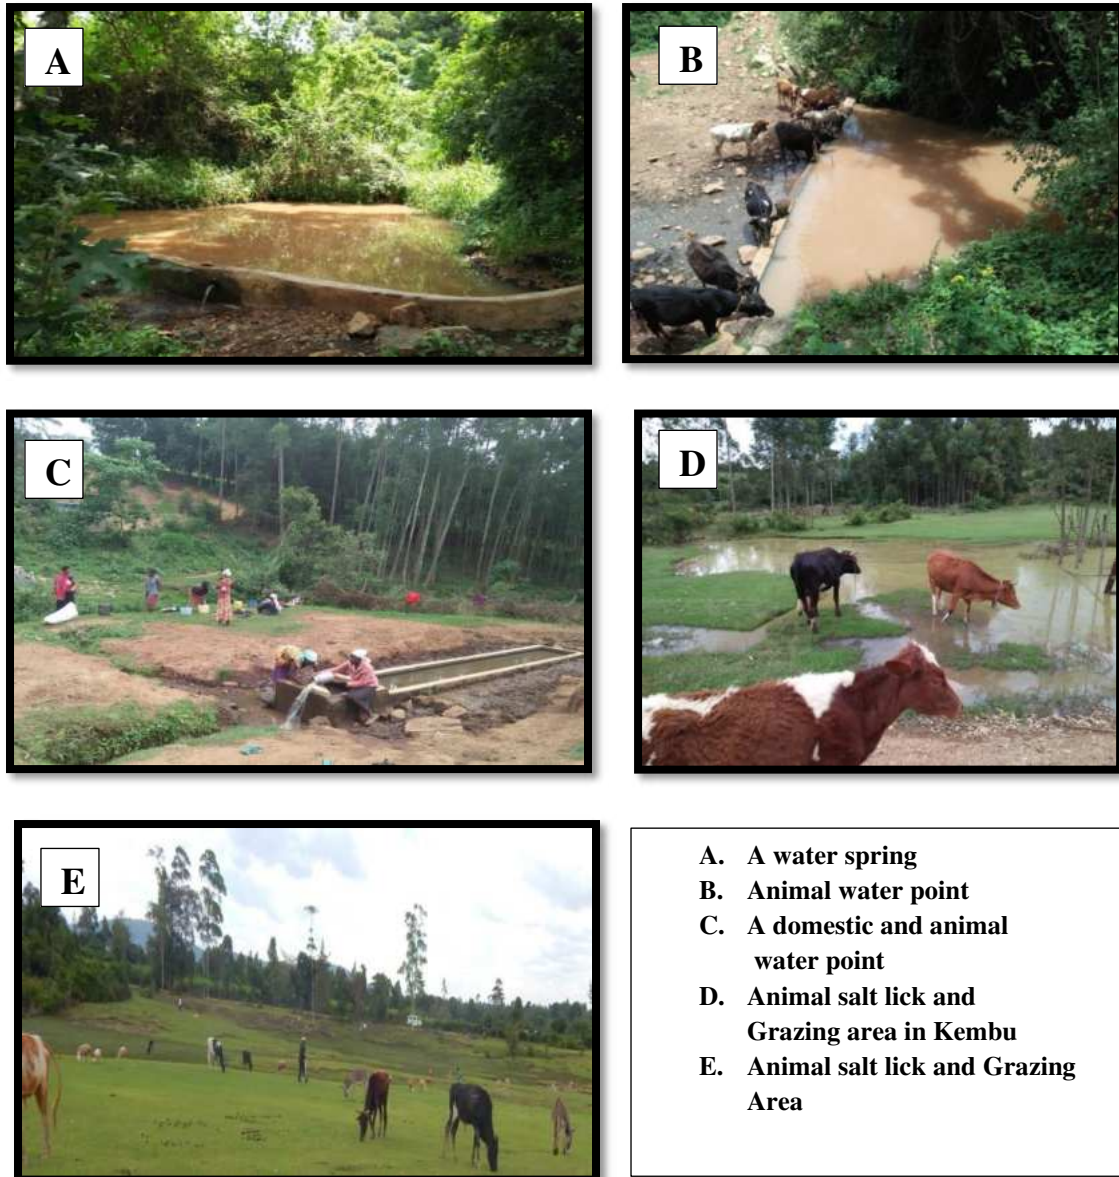 A
B
C
D
E
A. A water spring
B. Animal water point
C. A domestic and animal
water point
D. Animal salt lick and
Grazing area in Kembu
E. Animal salt lick and Grazing
Area